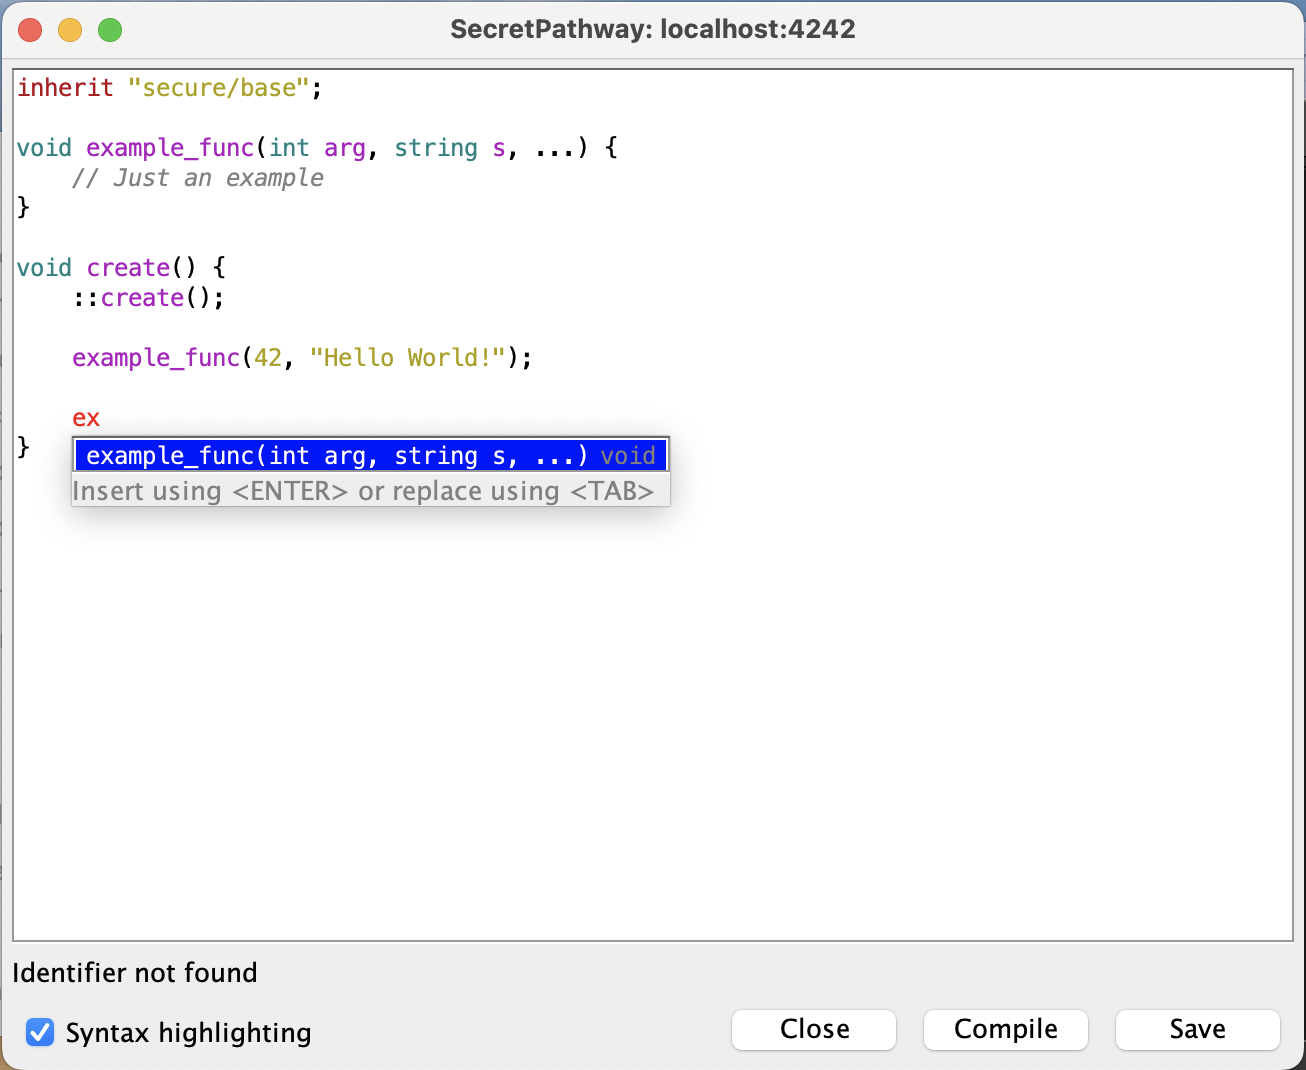 SecretPathway: localhost:4242
inherit "secure/base";
void example_func(int arg, string s, ...) {
// Just an example
}
void create() {
::create();
example_func(42, "Hello World!");
ex
}
example_func(int arg, string s, ...) void
Insert using <ENTER> or replace using <TAB>
Identifier not found
Syntax highlighting
Close
Compile
Save